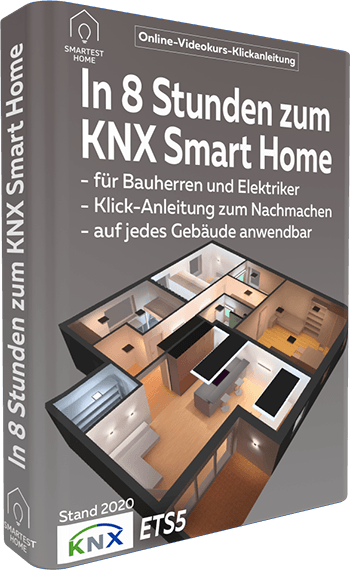 SMARTEST
HOME
Online-Videokurs-Klickanleitung
In 8 Stunden zum
KNX Smart Home
- für Bauherren und Elektriker
- Klick-Anleitung zum Nachmachen
- auf jedes Gebäude anwendbar
Stand 2020
KNX
ETS5
In 8 Stunden zum KNX Smart Home
SMARTEST
HOME